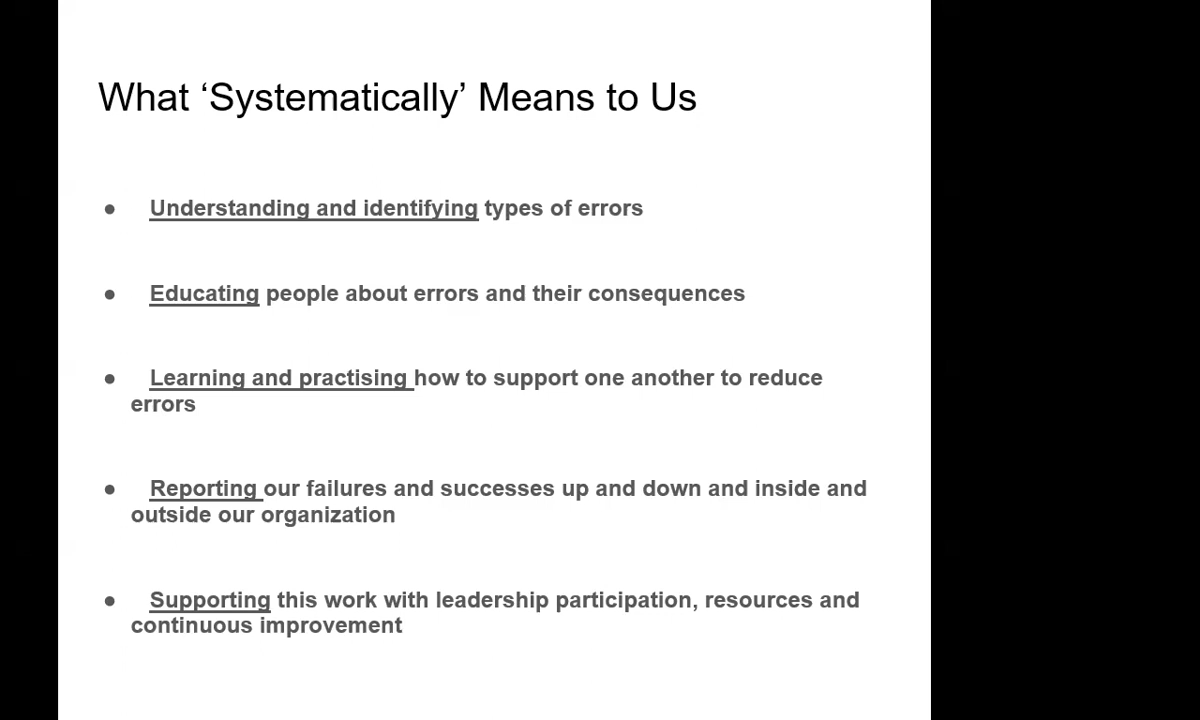 What ‘Systematically’ Means to Us
● Understanding and identifying types of errors
● Educating people about errors and their consequences
● Learning and practising how to support one another to reduce
errors
● Reporting our failures and successes up and down and inside and
outside our organization
● Supporting this work with leadership participation, resources and
continuous improvement